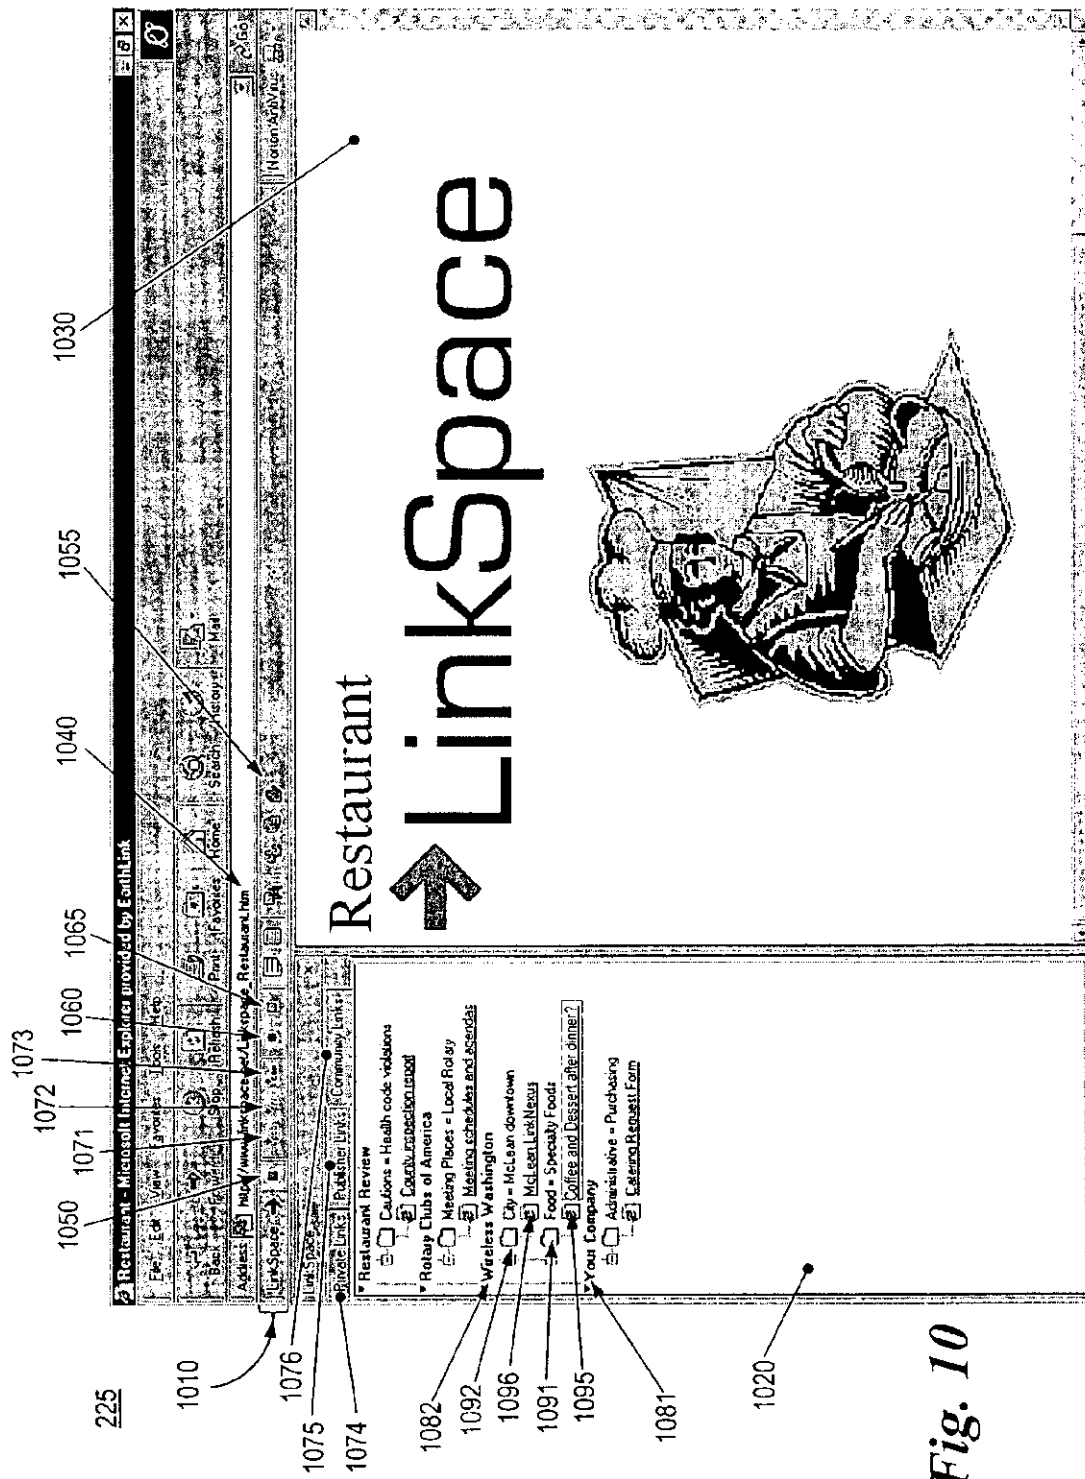 225
Restaurant - Microsoft Internet Explorer provided by EarthLink
File Edit View Favorites Tools Help
Back Forward Stop Refresh Home Search Favorites History Mail Print
Address http://www.linkspace.net/Linkspace_Restaurant.htm Go
LinkSpace Norton AntiVirus
LinkSpace
Private Links Publisher Links Community Links
Restaurant Review
Cautions = Health code violations
County inspection report
Rotary Clubs of America
Meeting Places = Local Rotary
Meeting schedules and agendas
Wireless Washington
City = McLean downtown
McLean LinkNexus
Food = Specialty Foods
Coffee and Dessert after dinner?
Your Company
Administrative = Purchasing
Catering Request Form
Restaurant
LinkSpace
1010
1050
1071
1072
1073
1060
1065
1040
1055
1030
1076
1075
1074
1082
1092
1096
1091
1095
1081
1020
Fig. 10